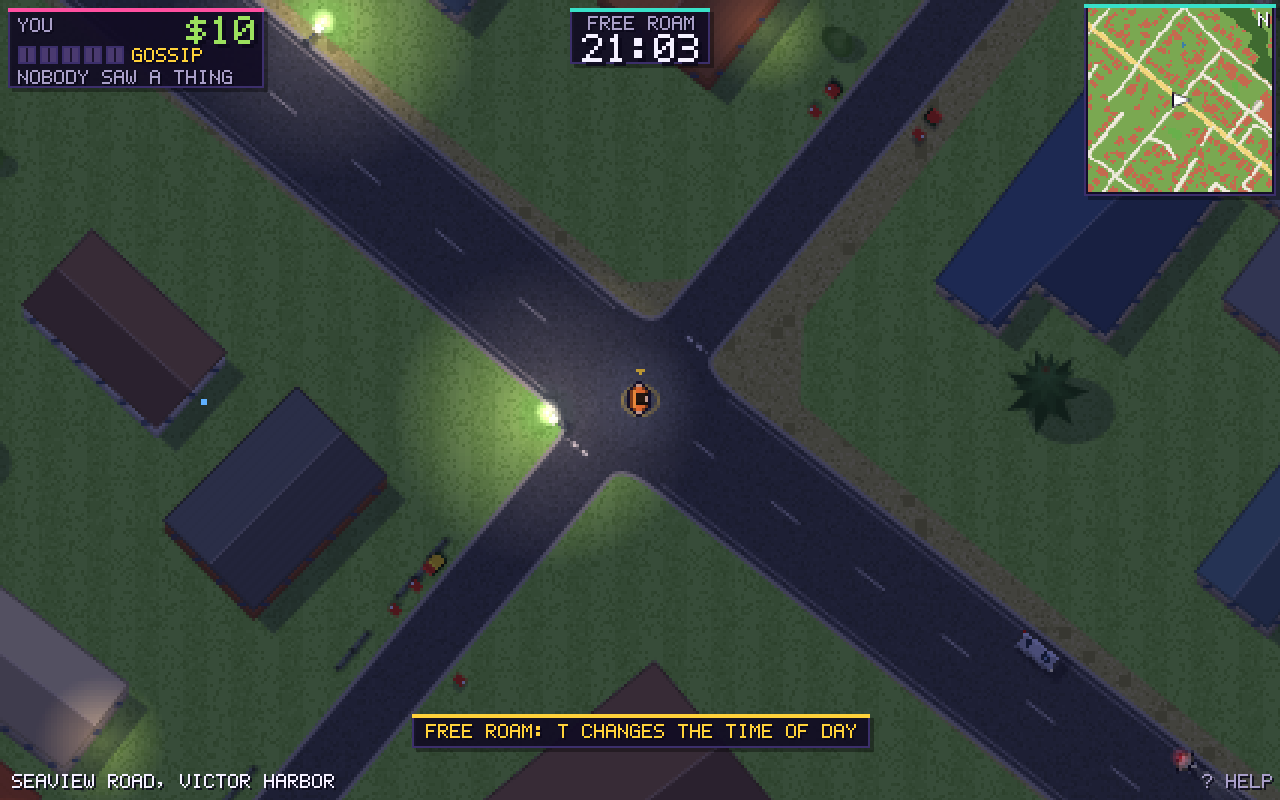 YOU $10
GOSSIP
NOBODY SAW A THING
FREE ROAM
21:03
N
FREE ROAM: T CHANGES THE TIME OF DAY
SEAVIEW ROAD, VICTOR HARBOR
? HELP